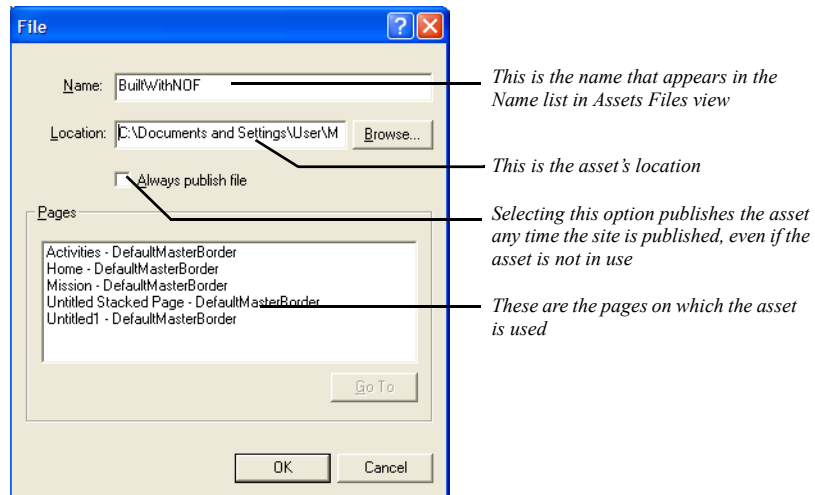 File
Name: BuiltWithNOF
This is the name that appears in the
Name list in Assets Files view
Location: C:\Documents and Settings\User\M Browse...
This is the asset's location
Always publish file
Selecting this option publishes the asset
any time the site is published, even if the
asset is not in use
Pages
Activities - DefaultMasterBorder
Home - DefaultMasterBorder
Mission - DefaultMasterBorder
Untitled Stacked Page - DefaultMasterBorder
Untitled1 - DefaultMasterBorder
These are the pages on which the asset
is used
Go To
OK Cancel